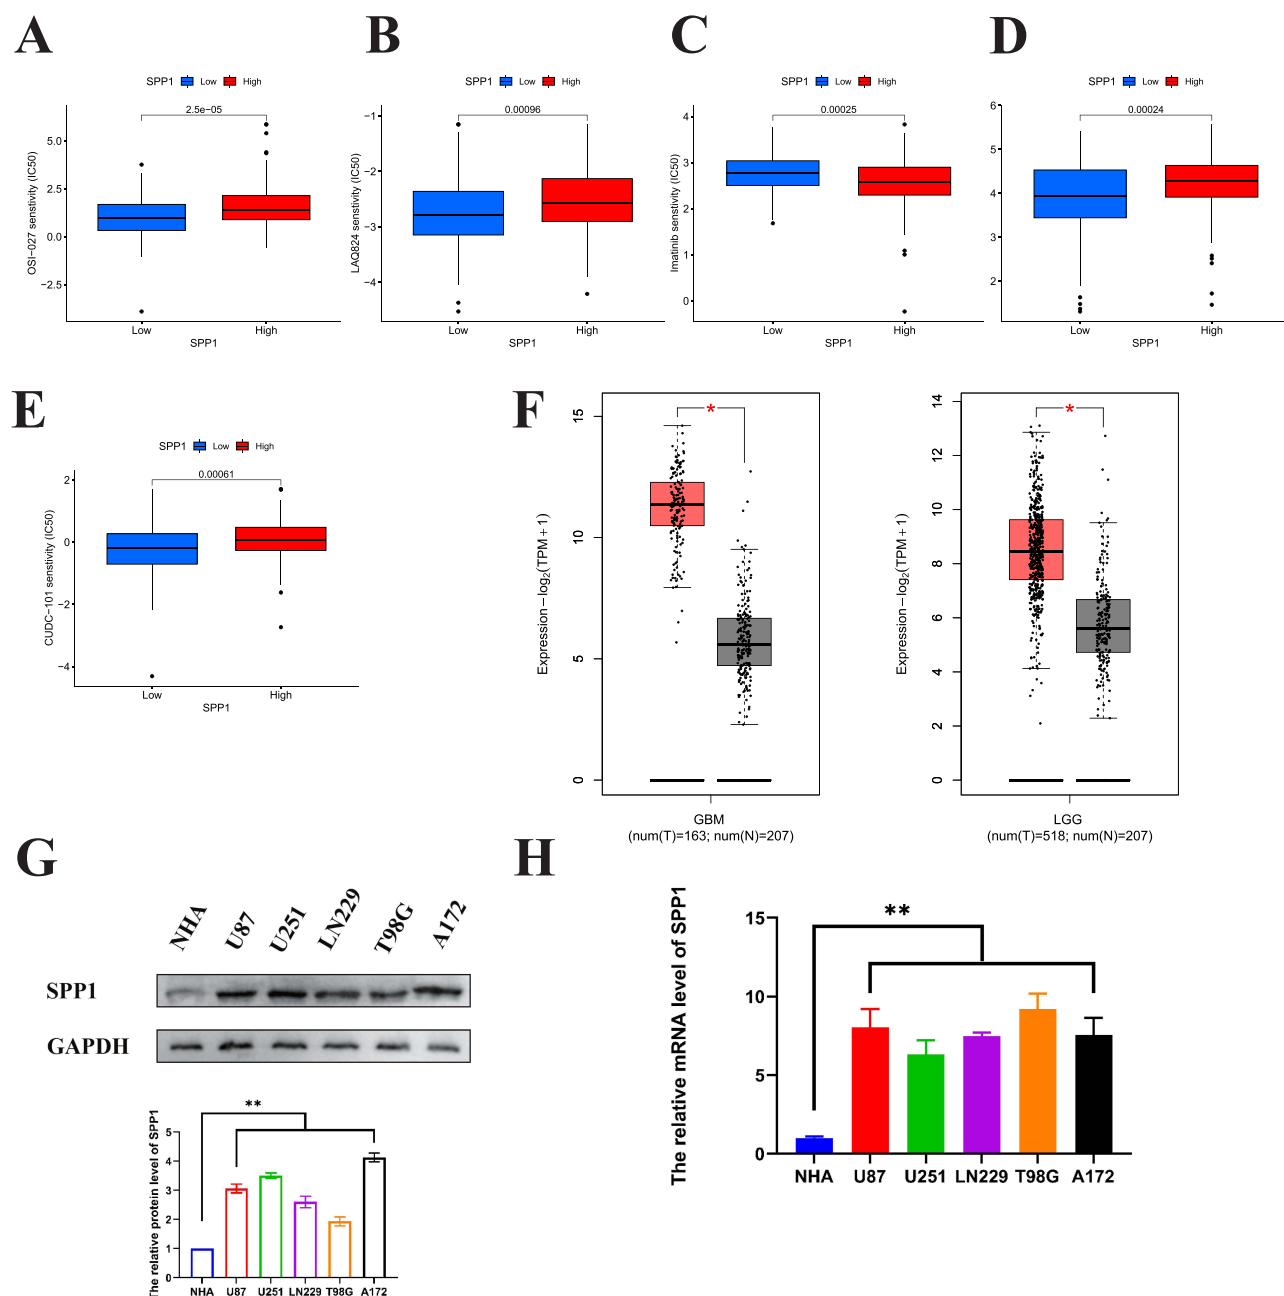 A
SPP1 Low High
2.5e-05
OSI-027 senstivity (IC50)
5.0
2.5
0.0
-2.5
Low High
SPP1
B
SPP1 Low High
0.00096
LAQ824 senstivity (IC50)
-1
-2
-3
-4
Low High
SPP1
C
SPP1 Low High
0.00025
Imatinib senstivity (IC50)
4
3
2
1
0
Low High
SPP1
D
SPP1 Low High
0.00024
6
5
4
3
2
Low High
SPP1
E
SPP1 Low High
0.00061
CUDC-101 senstivity (IC50)
2
0
-2
-4
Low High
SPP1
F
*
Expression-log2(TPM+1)
15
10
5
0
GBM
(num(T)=163; num(N)=207)
*
Expression-log2(TPM+1)
14
12
10
8
6
4
2
0
LGG
(num(T)=518; num(N)=207)
G
NHA U87 U251 LN229 T98G A172
SPP1
GAPDH
**
The relative protein level of SPP1
5
4
3
2
1
0
NHA U87 U251 LN229 T98G A172
H
**
The relative mRNA level of SPP1
15
10
5
0
NHA U87 U251 LN229 T98G A172